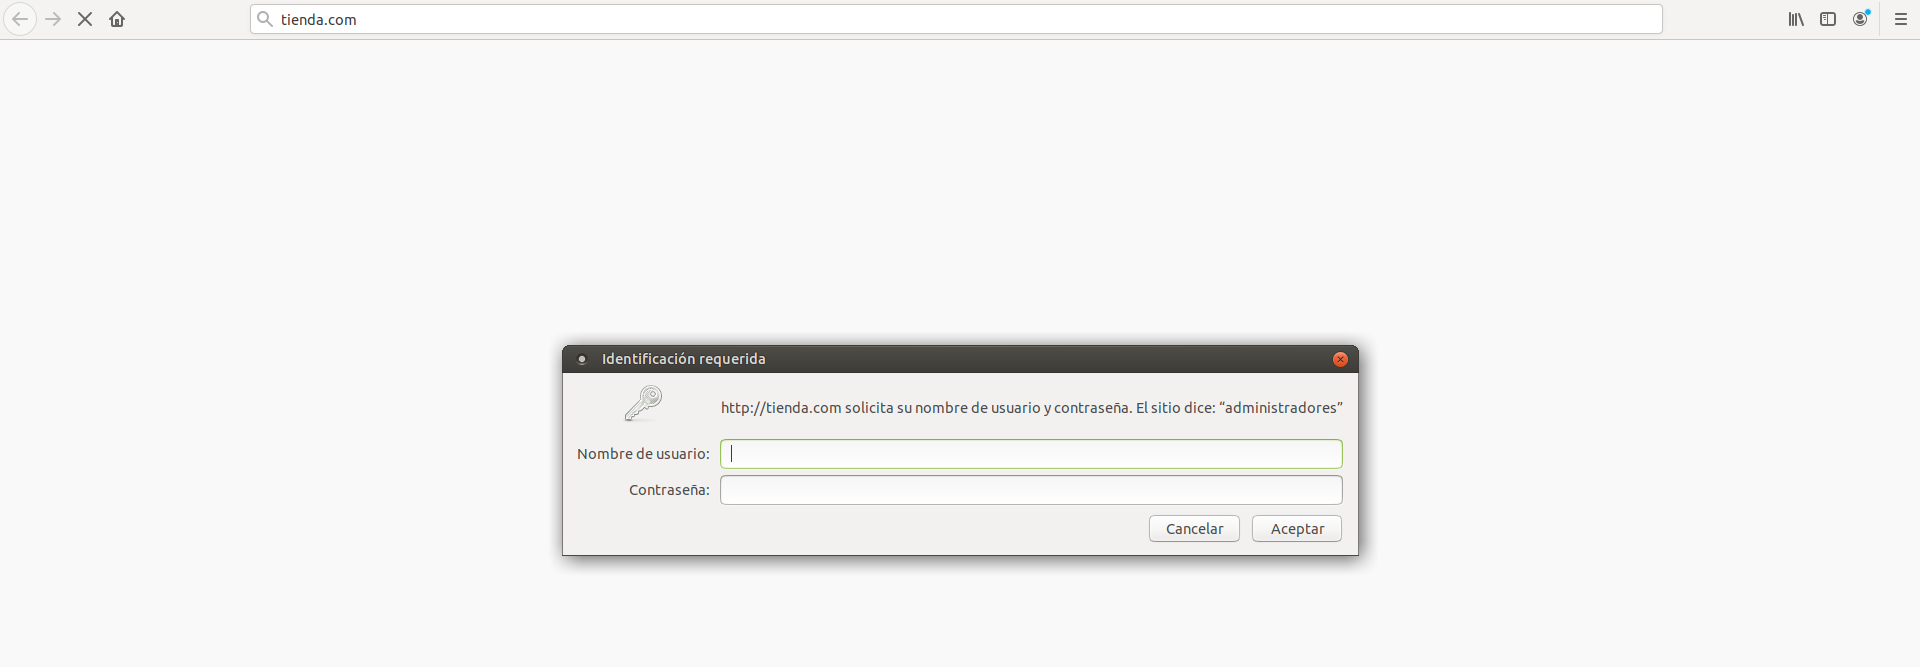 tienda.com
Identificación requerida
http://tienda.com solicita su nombre de usuario y contraseña. El sitio dice: “administradores”
Nombre de usuario:
Contraseña:
Cancelar Aceptar